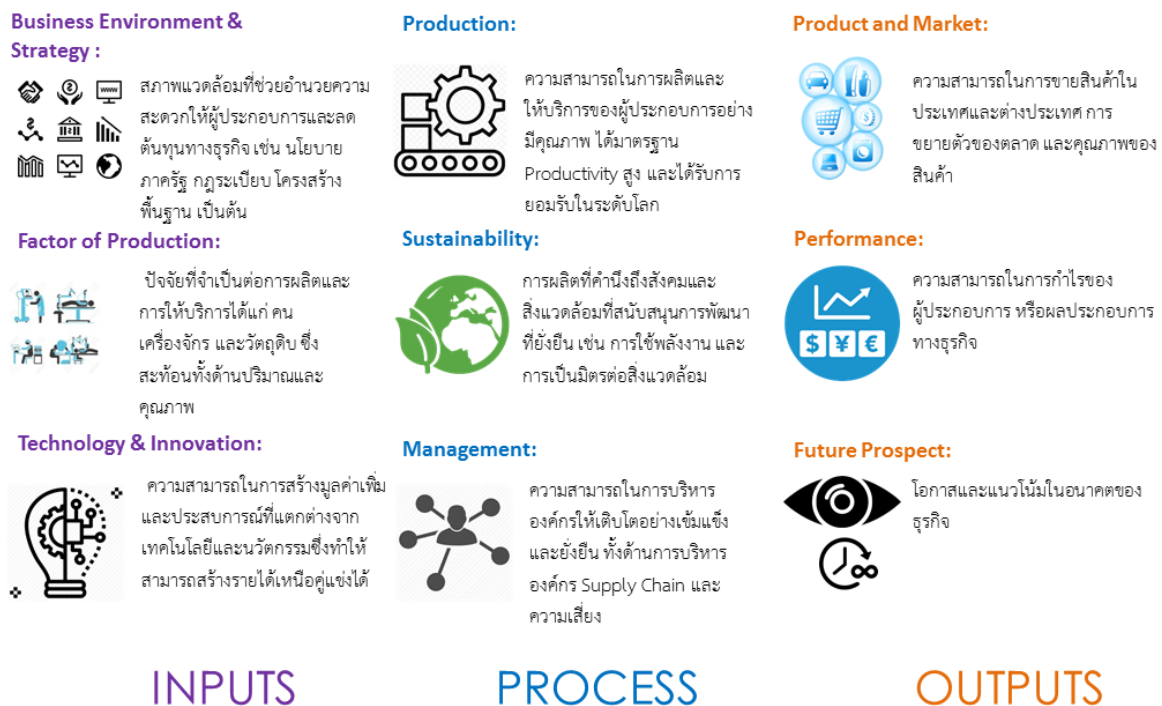 Business Environment &
Strategy :
สภาพแวดล้อมที่ช่วยอำนวยความ
สะดวกให้ผู้ประกอบการและลด
ต้นทุนทางธุรกิจ เช่น นโยบาย
ภาครัฐ กฎระเบียบ โครงสร้าง
พื้นฐาน เป็นต้น
Factor of Production:
ปัจจัยที่จำเป็นต่อการผลิตและ
การให้บริการได้แก่ คน
เครื่องจักร และวัตถุดิบ ซึ่ง
สะท้อนทั้งด้านปริมาณและ
คุณภาพ
Technology & Innovation:
ความสามารถในการสร้างมูลค่าเพิ่ม
และประสบการณ์ที่แตกต่างจาก
เทคโนโลยีและนวัตกรรมซึ่งทำให้
สามารถสร้างรายได้เหนือคู่แข่งได้
INPUTS
Production:
ความสามารถในการผลิตและ
ให้บริการของผู้ประกอบการอย่าง
มีคุณภาพ ได้มาตรฐาน
Productivity สูง และได้รับการ
ยอมรับในระดับโลก
Sustainability:
การผลิตที่คำนึงถึงสังคมและ
สิ่งแวดล้อมที่สนับสนุนการพัฒนา
ที่ยั่งยืน เช่น การใช้พลังงาน และ
การเป็นมิตรต่อสิ่งแวดล้อม
Management:
ความสามารถในการบริหาร
องค์กรให้เติบโตอย่างเข้มแข็ง
และยั่งยืน ทั้งด้านการบริหาร
องค์กร Supply Chain และ
ความเสี่ยง
PROCESS
Product and Market:
ความสามารถในการขายสินค้าใน
ประเทศและต่างประเทศ การ
ขยายตัวของตลาด และคุณภาพของ
สินค้า
Performance:
$ ¥ €
ความสามารถในการกำไรของ
ผู้ประกอบการ หรือผลประกอบการ
ทางธุรกิจ
Future Prospect:
โอกาสและแนวโน้มในอนาคตของ
ธุรกิจ
OUTPUTS